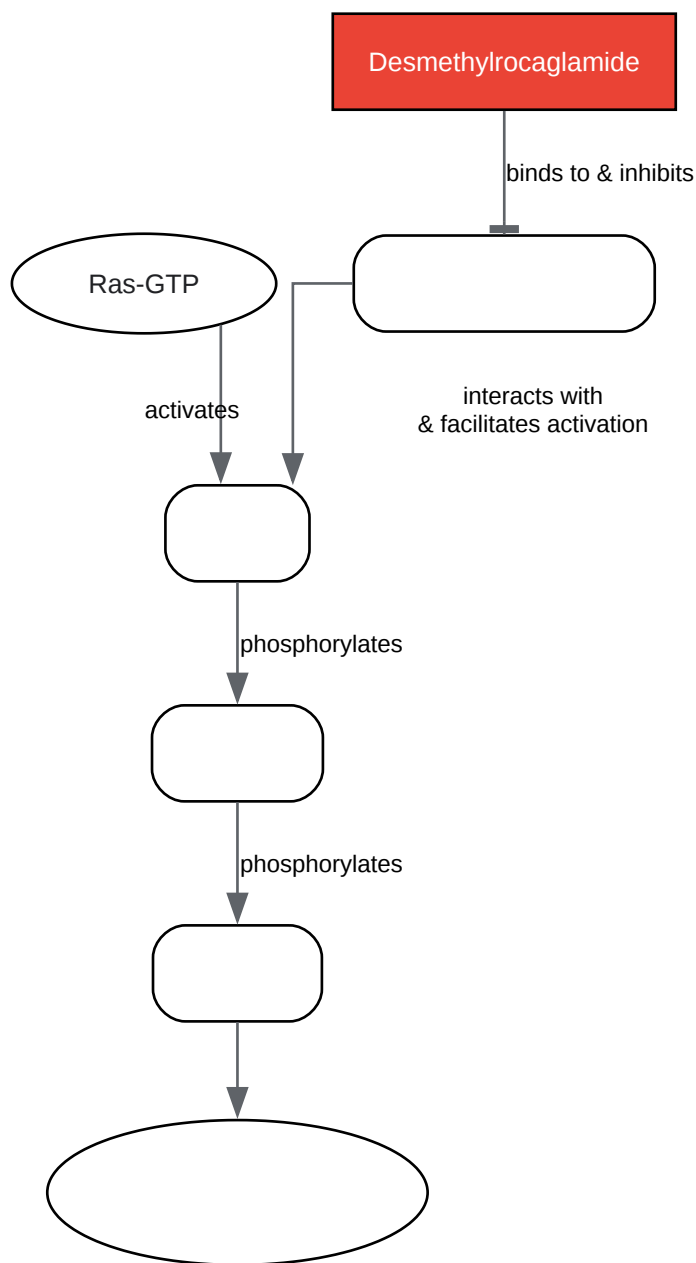 Desmethylrocaglamide
binds to & inhibits
Ras-GTP
interacts with
& facilitates activation
activates
phosphorylates
phosphorylates